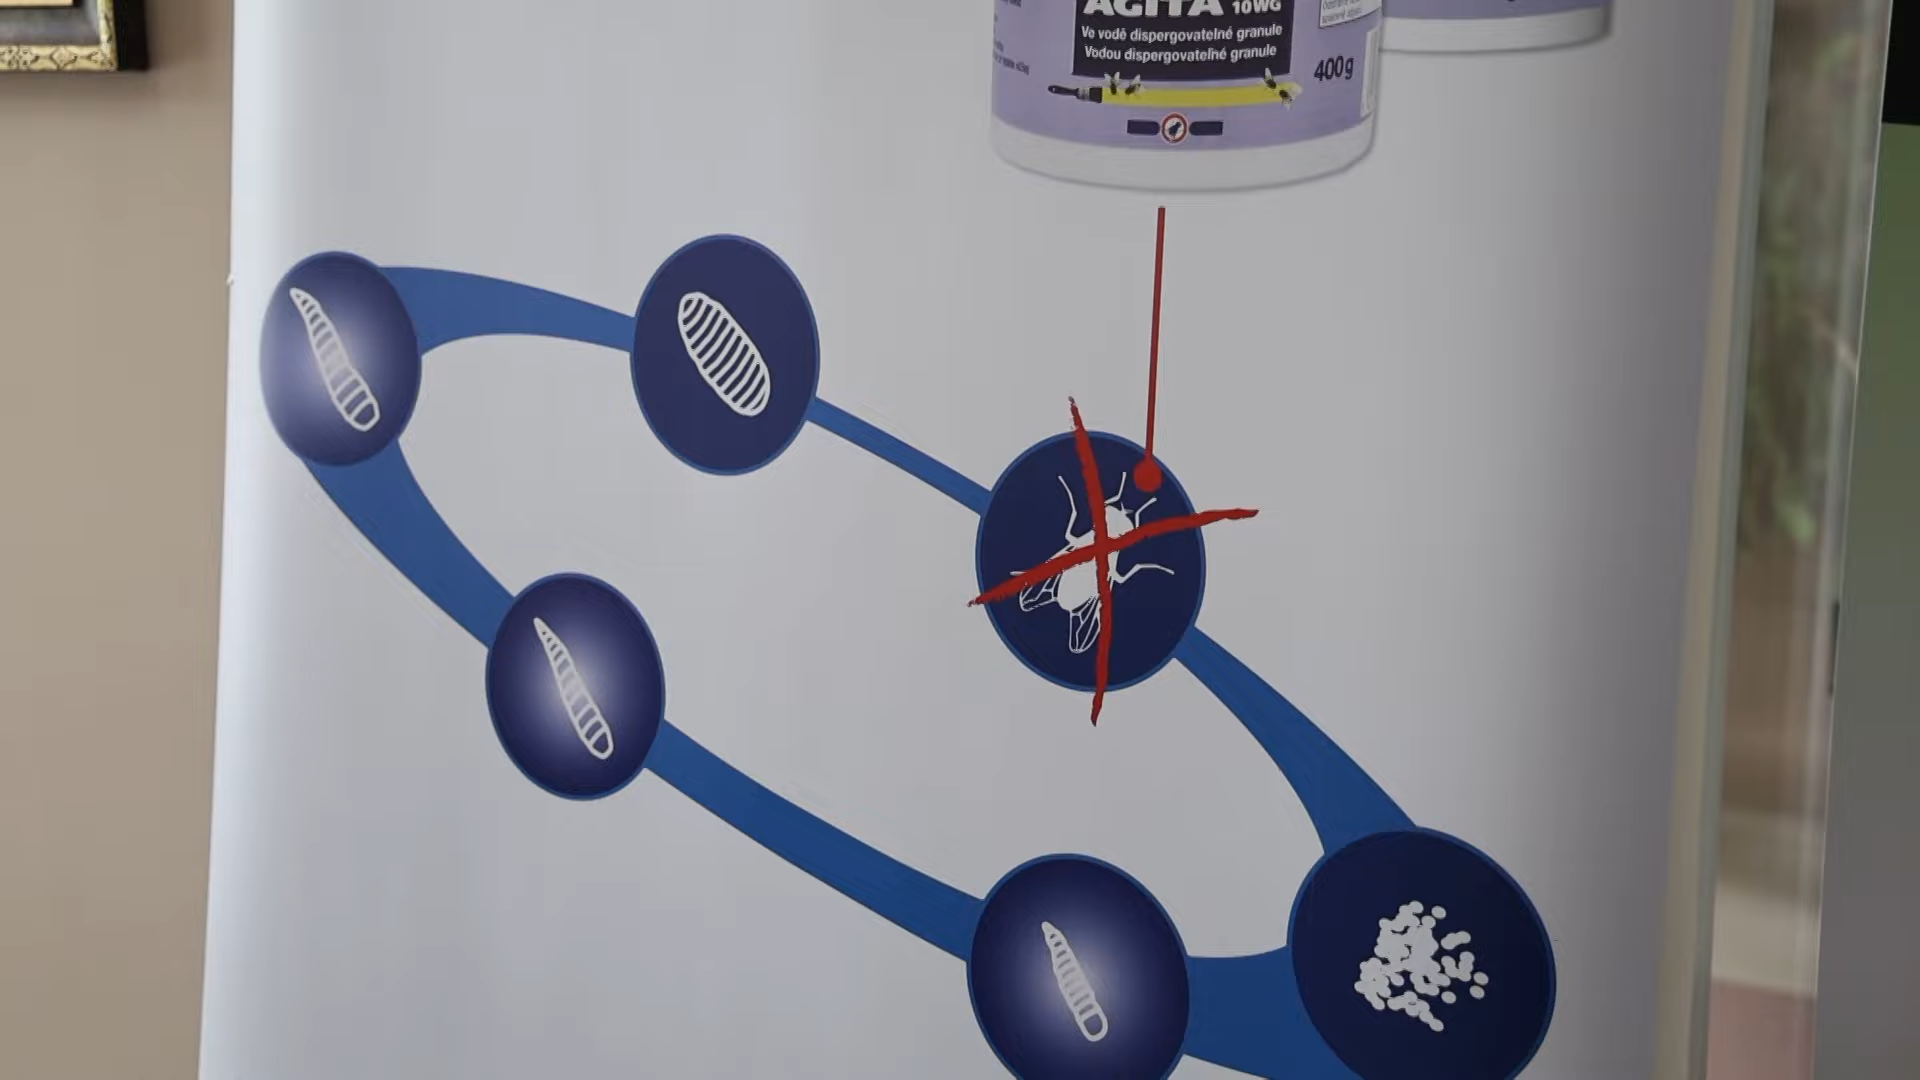 AGITA 10WG
Ve vodě dispergovatelné granule
Vodou dispergovateľné granule
400g